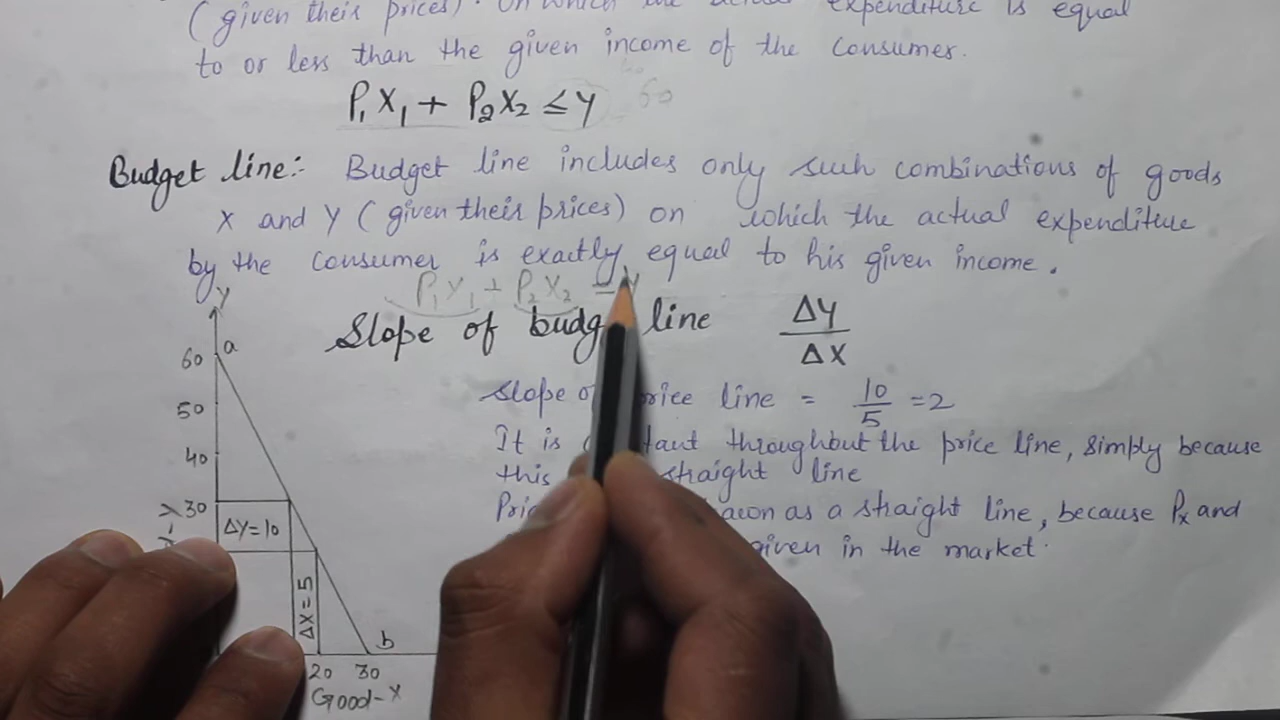 (given their prices). On which the actual expenditure is equal
to or less than the given income of the consumer.
P₁X₁ + P₂X₂ ≤ Y
Budget line:- Budget line includes only such combinations of goods
X and Y (given their prices) on which the actual expenditure
by the consumer is exactly equal to his given income.
P₁X₁ + P₂X₂ = Y
Slope of line ΔY/ΔX
Slope price line = 10/5 = 2
It is throughout the price line, simply because
this straight line
as a straight line, because Px and
given in the market.
Y
60 a
50
40
30
ΔY=10
ΔX=5
b
20 30
Good-X